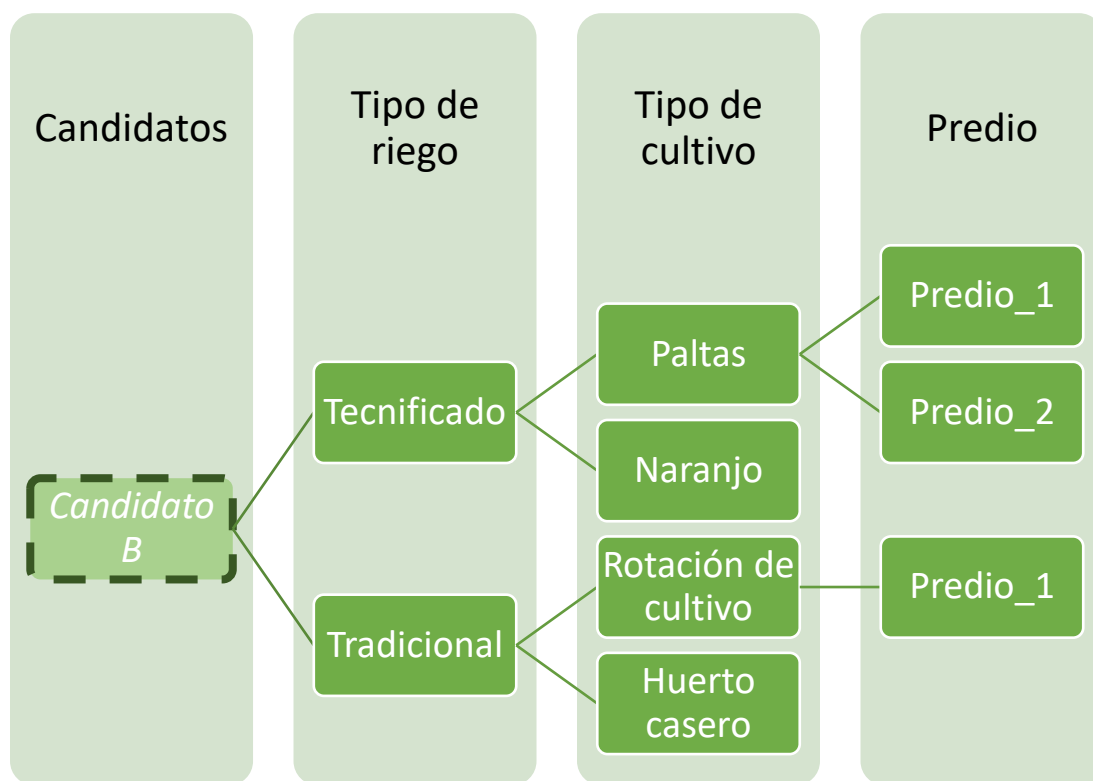 Candidatos
Tipo de
riego
Tipo de
cultivo
Predio
Candidato
B
Tecnificado
Tradicional
Paltas
Naranjo
Rotación de
cultivo
Huerto
casero
Predio_1
Predio_2
Predio_1